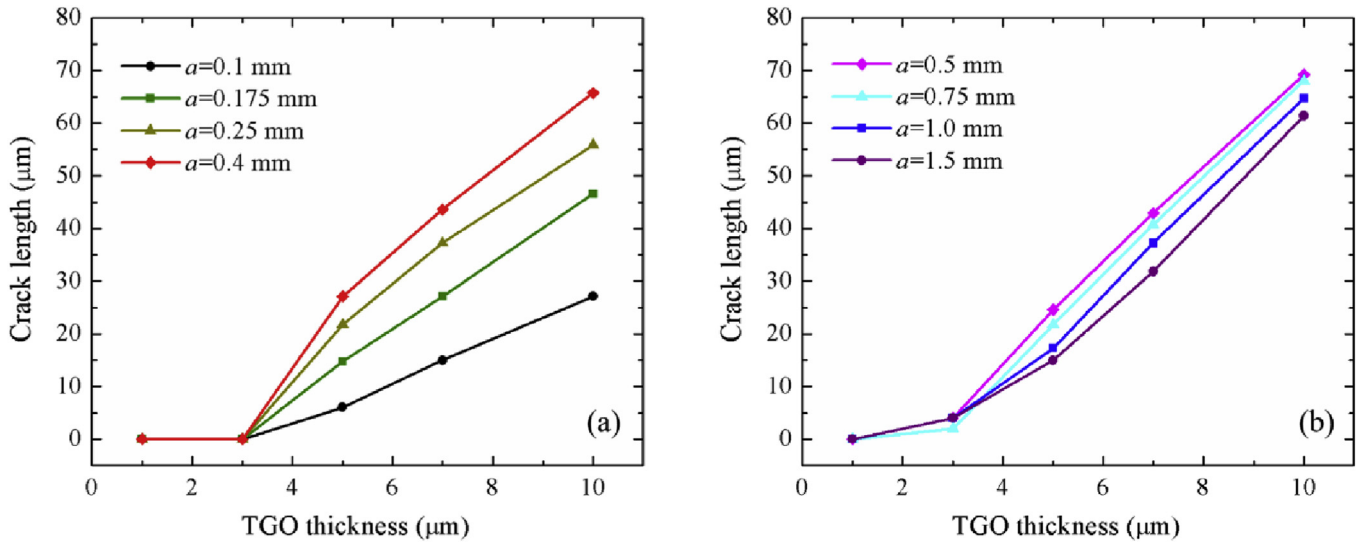 80
70
60
50
40
30
20
10
0
Crack length (μm)
a=0.1 mm
a=0.175 mm
a=0.25 mm
a=0.4 mm
(a)
0 2 4 6 8 10
TGO thickness (μm)
80
70
60
50
40
30
20
10
0
Crack length (μm)
a=0.5 mm
a=0.75 mm
a=1.0 mm
a=1.5 mm
(b)
0 2 4 6 8 10
TGO thickness (μm)